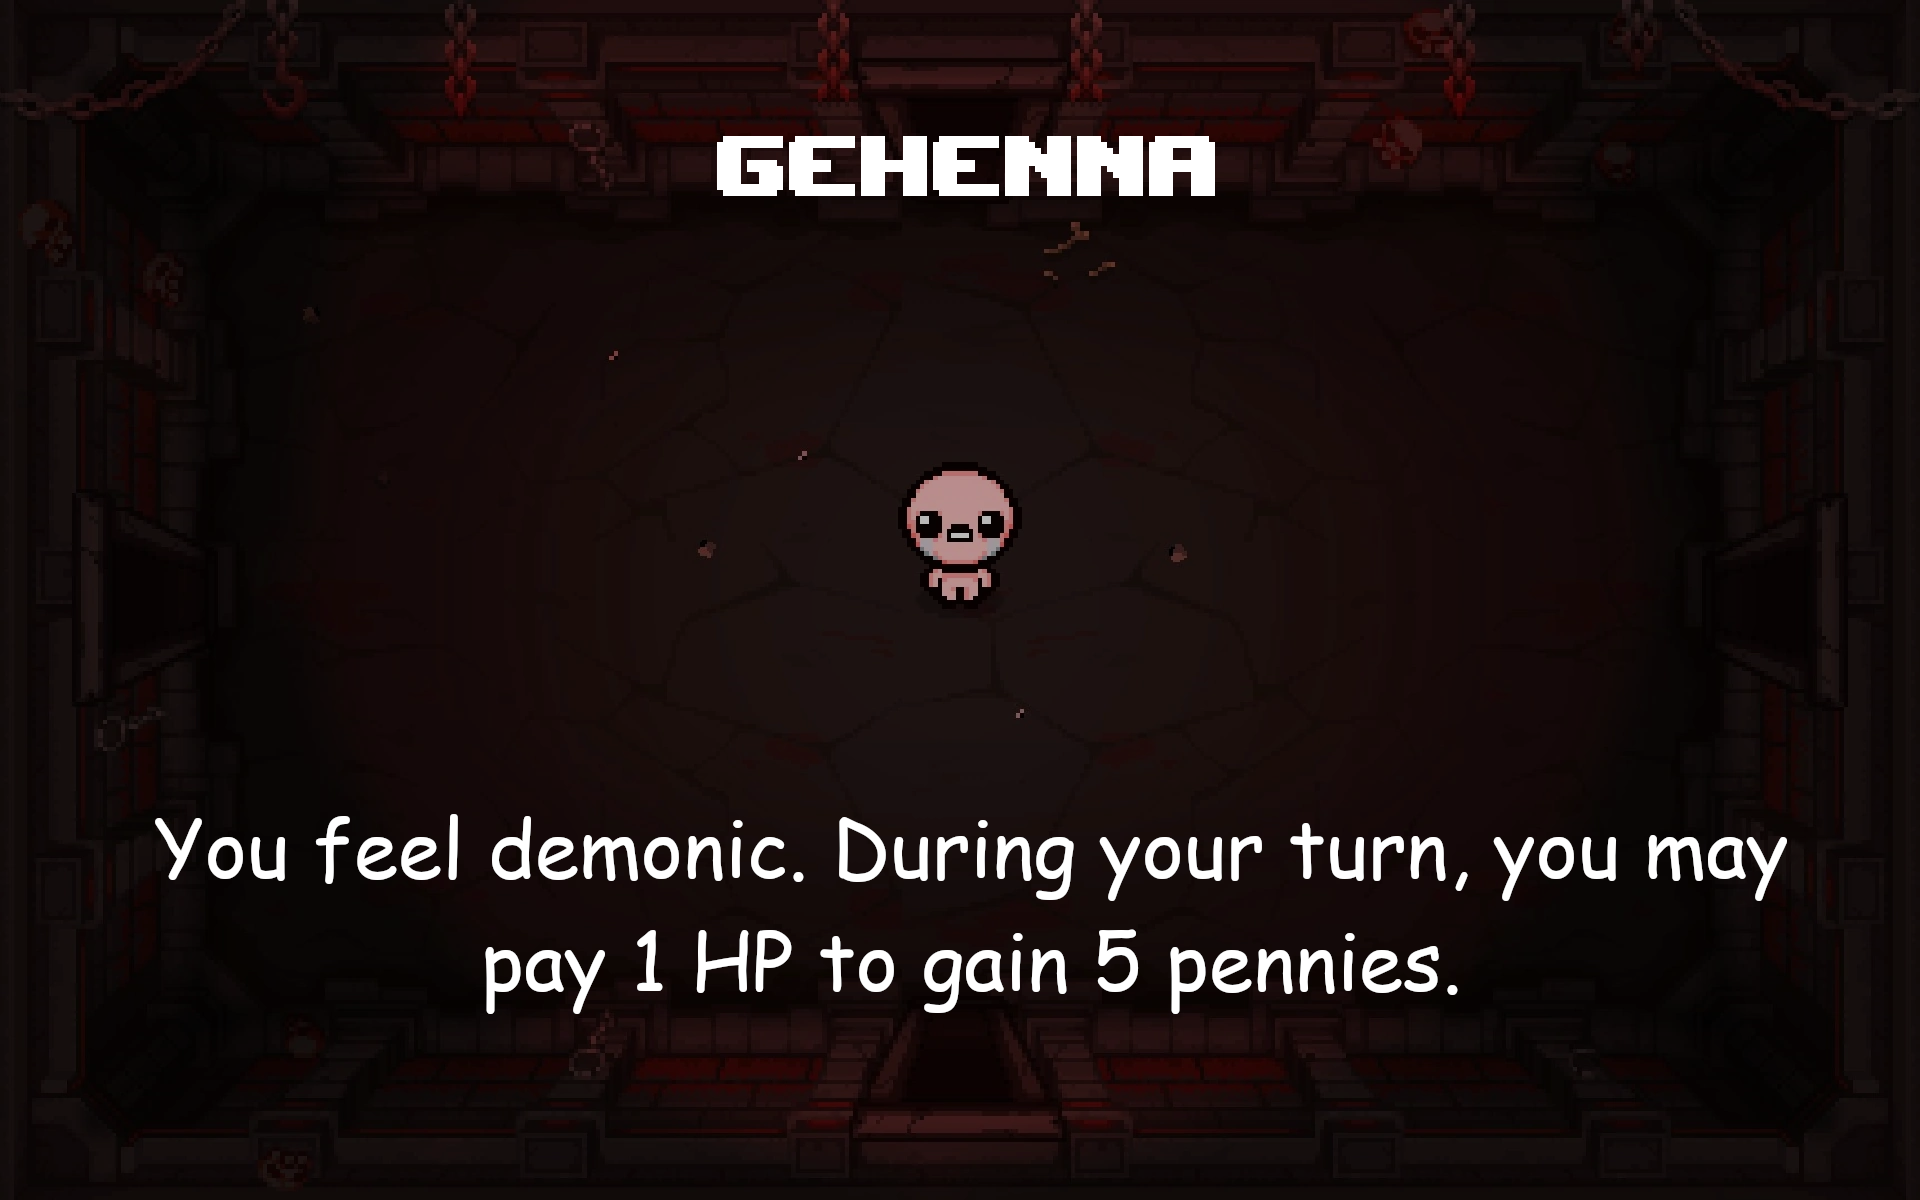 GEHENNA
You feel demonic. During your turn, you may
pay 1 HP to gain 5 pennies.